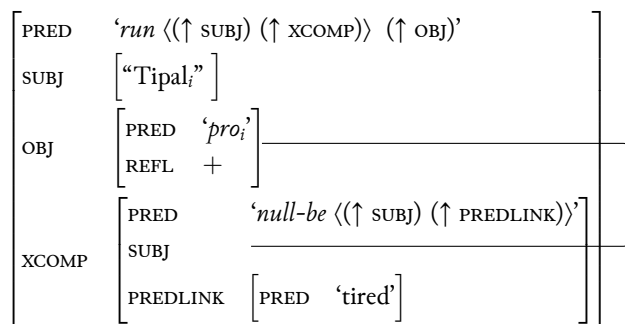 PRED ‘run ⟨(↑ SUBJ) (↑ XCOMP)⟩ (↑ OBJ)’
SUBJ [“Tipalᵢ” ]
OBJ [PRED ‘proᵢ’
REFL +]
XCOMP [PRED ‘null-be ⟨(↑ SUBJ) (↑ PREDLINK)⟩’
SUBJ
PREDLINK [PRED ‘tired’]]